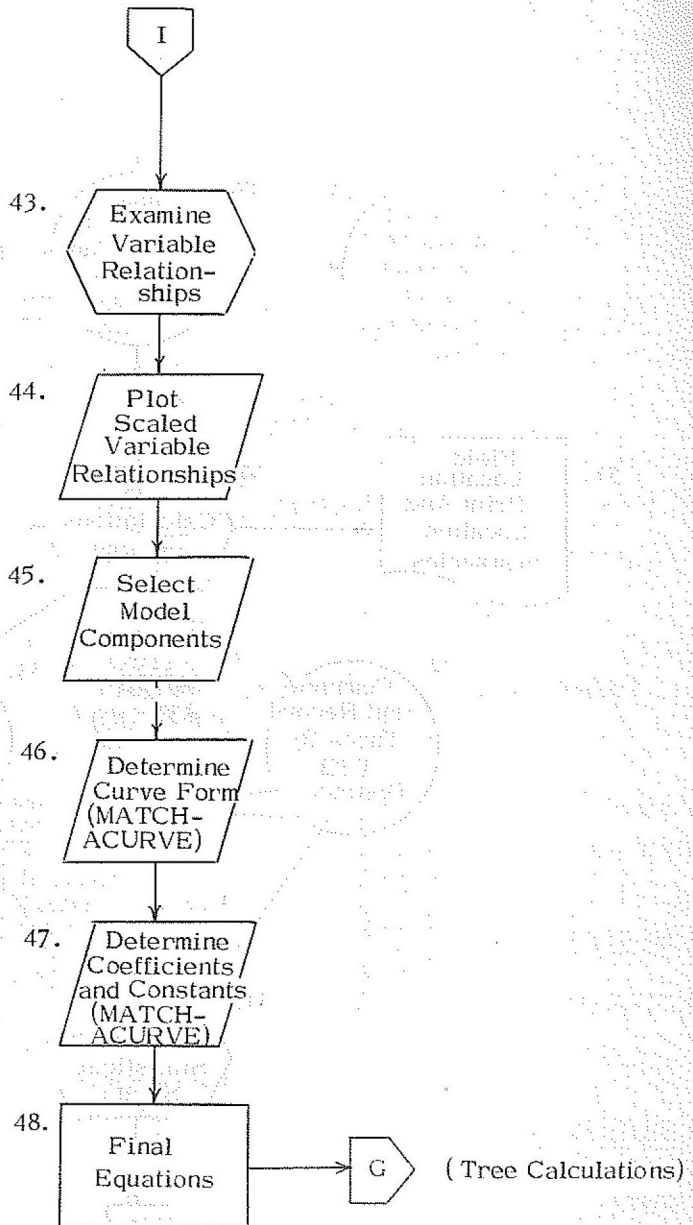 I
43.
Examine
Variable
Relation-
ships
44.
Plot
Scaled
Variable
Relationships
45.
Select
Model
Components
46.
Determine
Curve Form
(MATCH-
ACURVE)
47.
Determine
Coefficients
and Constants
(MATCH-
ACURVE)
48.
Final
Equations
G
(Tree Calculations)